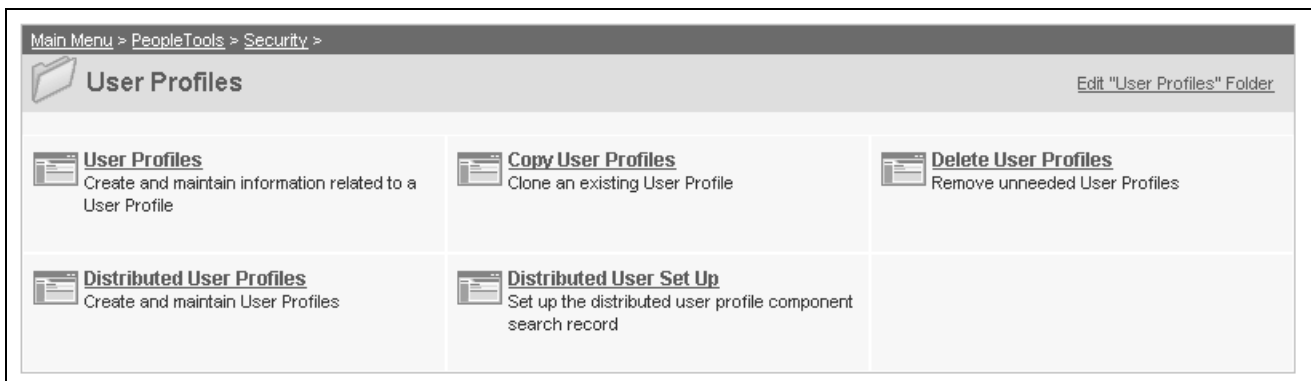 Main Menu > PeopleTools > Security >
User Profiles
Edit "User Profiles" Folder
User Profiles
Create and maintain information related to a
User Profile
Copy User Profiles
Clone an existing User Profile
Delete User Profiles
Remove unneeded User Profiles
Distributed User Profiles
Create and maintain User Profiles
Distributed User Set Up
Set up the distributed user profile component
search record